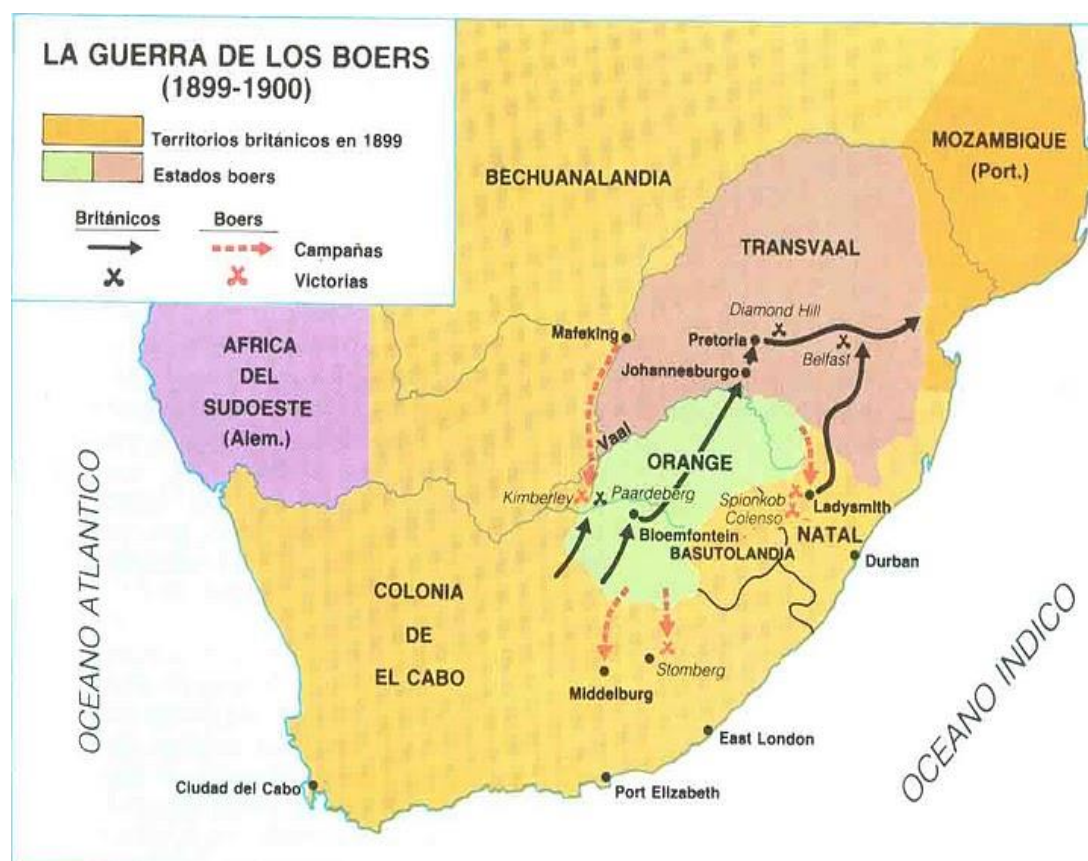 LA GUERRA DE LOS BOERS
(1899-1900)
Territorios británicos en 1899
Estados boers
Británicos
Boers
Campañas
Victorias
MOZAMBIQUE
(Port.)
BECHUANALANDIA
TRANSVAAL
Diamond Hill
Mafeking
Pretoria
Belfast
Johannesburgo
AFRICA
DEL
SUDOESTE
(Alem.)
Vaal
ORANGE
Kimberley
Paardeberg
Spionkob
Colenso
Ladysmith
Bloemfontein
NATAL
BASUTOLANDIA
Durban
COLONIA
DE
EL CABO
Stomberg
Middelburg
East London
Ciudad del Cabo
Port Elizabeth
OCEANO ATLANTICO
OCEANO INDICO